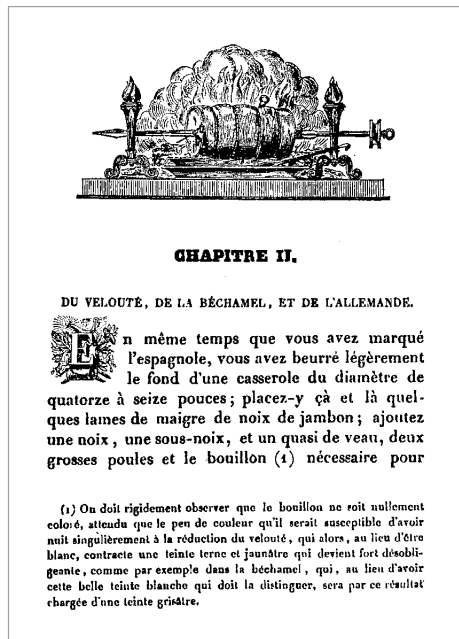 CHAPITRE II.
DU VELOUTÉ, DE LA BÉCHAMEL, ET DE L'ALLEMANDE.
En même temps que vous avez marqué
l'espagnole, vous avez beurré légèrement
le fond d'une casserole du diamètre de
quatorze à seize pouces; placez-y çà et là quel-
ques lames de maigre de noix de jambon; ajoutez
une noix, une sous-noix, et un quasi de veau, deux
grosses poules et le bouillon (1) nécessaire pour
(1) On doit rigidement observer que le bouillon ne soit nullement
coloré, attendu que le peu de couleur qu'il serait susceptible d'avoir
nuit singulièrement à la réduction du velouté, qui alors, au lieu d'être
blanc, contracte une teinte terne et jaunâtre qui devient fort désobli-
geante, comme par exemple dans la béchamel, qui, au lieu d'avoir
cette belle teinte blanche qui doit la distinguer, sera par ce résultat
chargée d'une teinte grisâtre.